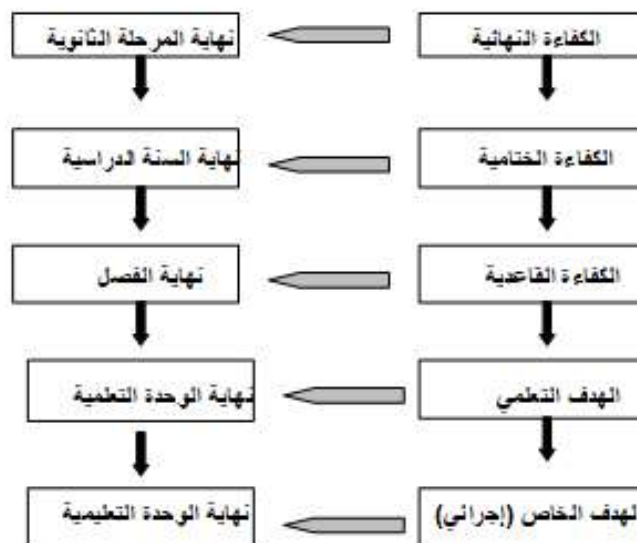 الكفاءة النهائية
نهاية المرحلة الثانوية
الكفاءة الختامية
نهاية السنة الدراسية
الكفاءة القاعدية
نهاية الفصل
الهدف التعلمي
نهاية الوحدة التعلمية
الهدف الخاص (إجرائي)
نهاية الوحدة التعليمية